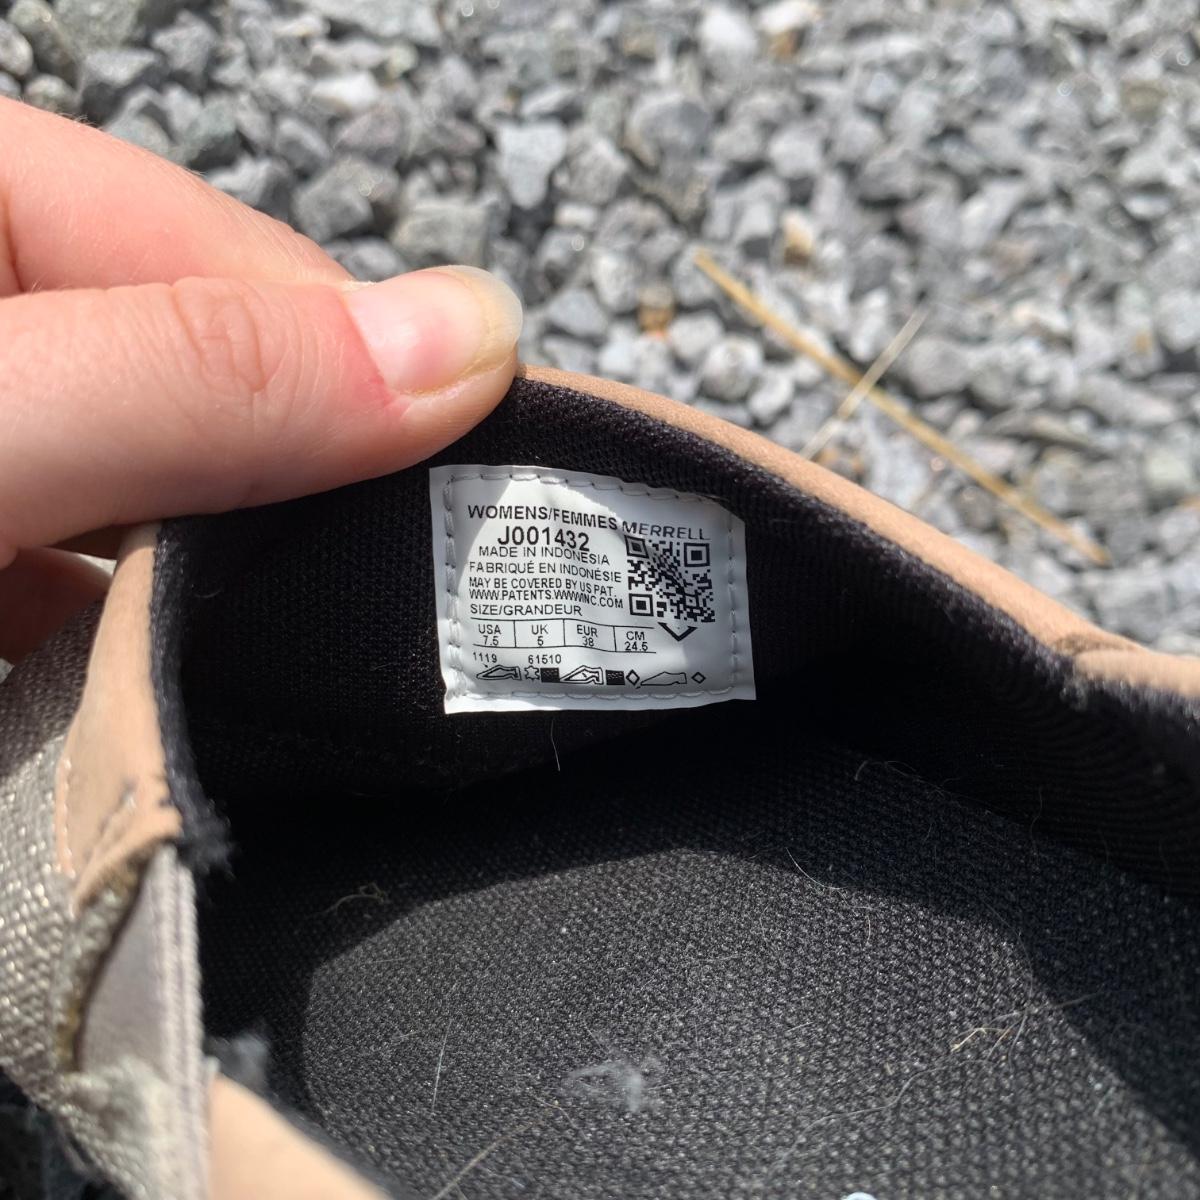 WOMENS/FEMMES MERRELL
J001432
MADE IN INDONESIA
FABRIQUÉ EN INDONÉSIE
MAY BE COVERED BY US PAT.
WWW.PATENTS.WWWINC.COM
SIZE/GRANDEUR
USA UK EUR CM
7.5 5 38 24.5
1119 61510